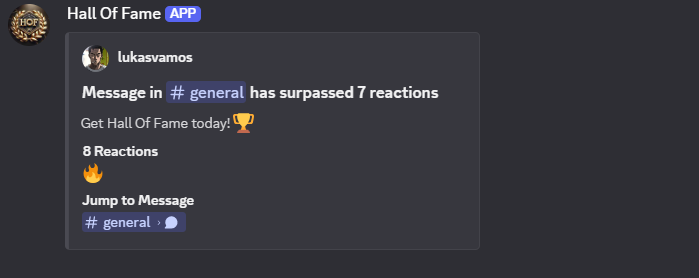 Hall Of Fame APP
HOF
lukasvamos
Message in # general has surpassed 7 reactions
Get Hall Of Fame today! 🏆
8 Reactions
🔥
Jump to Message
# general ›